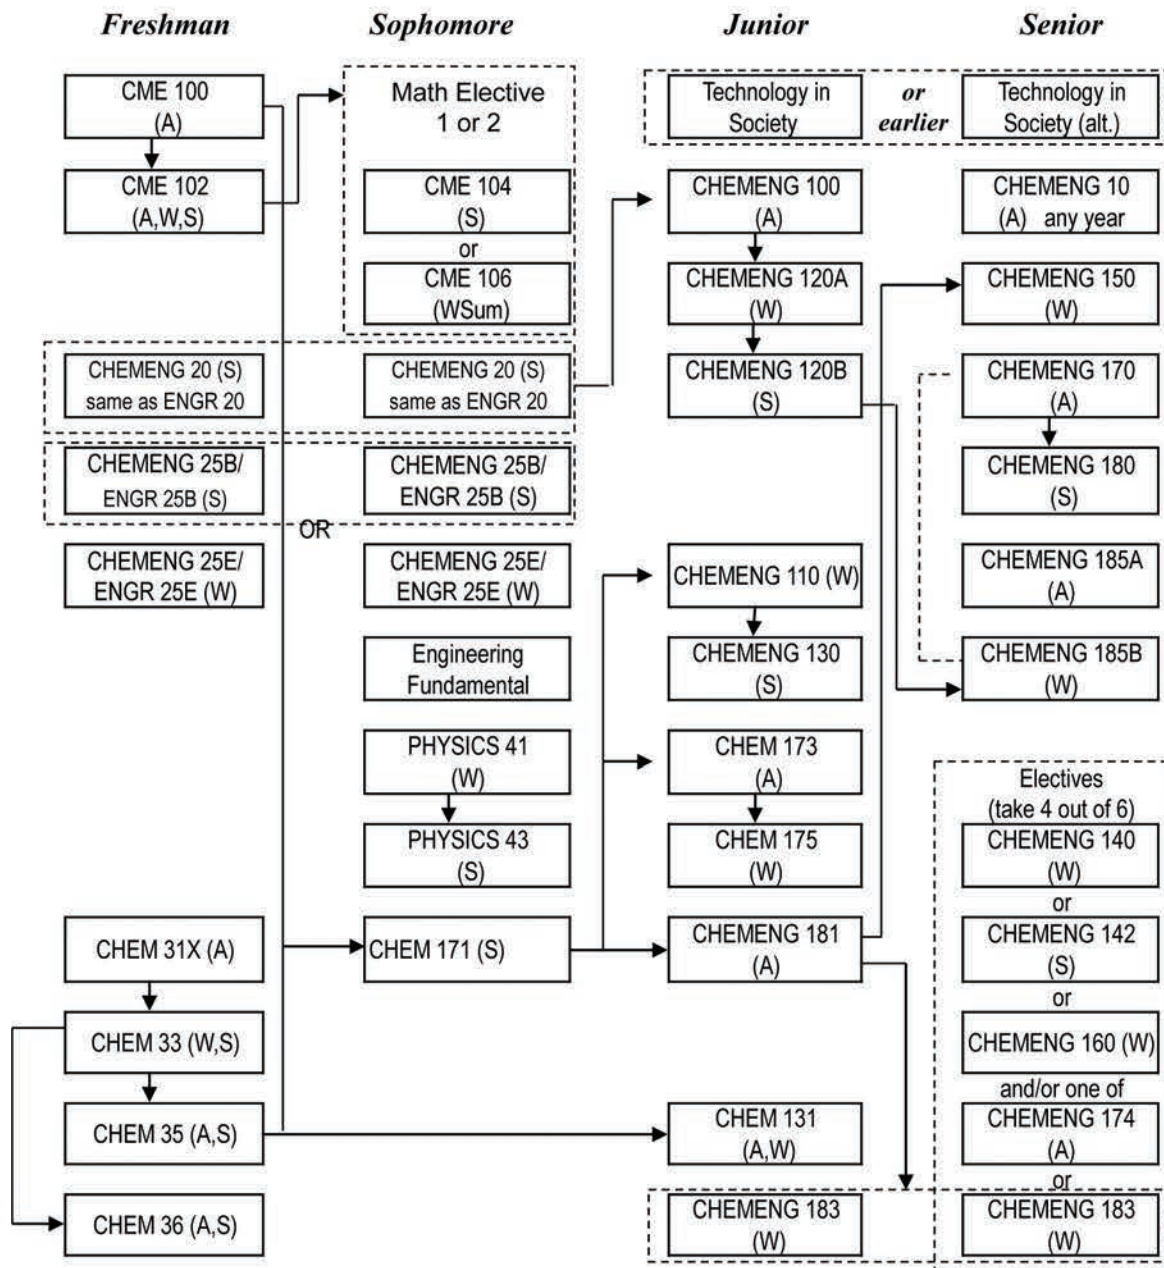 Freshman
Sophomore
Junior
Senior
CME 100
(A)
CME 102
(A,W,S)
CHEMENG 20 (S)
same as ENGR 20
CHEMENG 25B/
ENGR 25B (S)
OR
CHEMENG 25E/
ENGR 25E (W)
CHEM 31X (A)
CHEM 33 (W,S)
CHEM 35 (A,S)
CHEM 36 (A,S)
Math Elective
1 or 2
CME 104
(S)
or
CME 106
(WSum)
CHEMENG 20 (S)
same as ENGR 20
CHEMENG 25B/
ENGR 25B (S)
CHEMENG 25E/
ENGR 25E (W)
Engineering
Fundamental
PHYSICS 41
(W)
PHYSICS 43
(S)
CHEM 171 (S)
Technology in
Society
or
earlier
CHEMENG 100
(A)
CHEMENG 120A
(W)
CHEMENG 120B
(S)
CHEMENG 110 (W)
CHEMENG 130
(S)
CHEM 173
(A)
CHEM 175
(W)
CHEMENG 181
(A)
CHEM 131
(A,W)
CHEMENG 183
(W)
Technology in
Society (alt.)
CHEMENG 10
(A) any year
CHEMENG 150
(W)
CHEMENG 170
(A)
CHEMENG 180
(S)
CHEMENG 185A
(A)
CHEMENG 185B
(W)
Electives
(take 4 out of 6)
CHEMENG 140
(W)
or
CHEMENG 142
(S)
or
CHEMENG 160 (W)
and/or one of
CHEMENG 174
(A)
or
CHEMENG 183
(W)